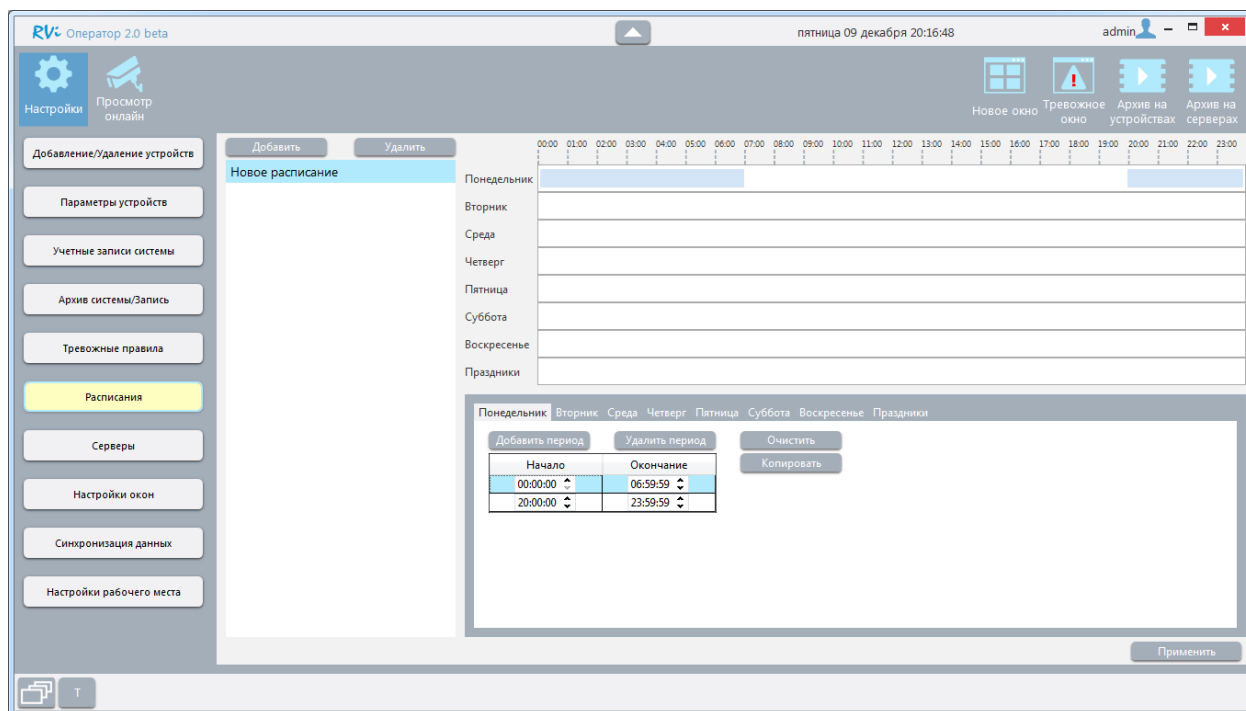 RVi Оператор 2.0 beta
пятница 09 декабря 20:16:48
admin
Настройки
Просмотр онлайн
Новое окно
Тревожное окно
Архив на устройствах
Архив на серверах
Добавление/Удаление устройств
Параметры устройств
Учетные записи системы
Архив системы/Запись
Тревожные правила
Расписания
Серверы
Настройки окон
Синхронизация данных
Настройки рабочего места
Добавить Удалить
Новое расписание
00:00 01:00 02:00 03:00 04:00 05:00 06:00 07:00 08:00 09:00 10:00 11:00 12:00 13:00 14:00 15:00 16:00 17:00 18:00 19:00 20:00 21:00 22:00 23:00
Понедельник
Вторник
Среда
Четверг
Пятница
Суббота
Воскресенье
Праздники
Понедельник Вторник Среда Четверг Пятница Суббота Воскресенье Праздники
Добавить период Удалить период Очистить
Копировать
Начало Окончание
00:00:00 06:59:59
20:00:00 23:59:59
Применить
T